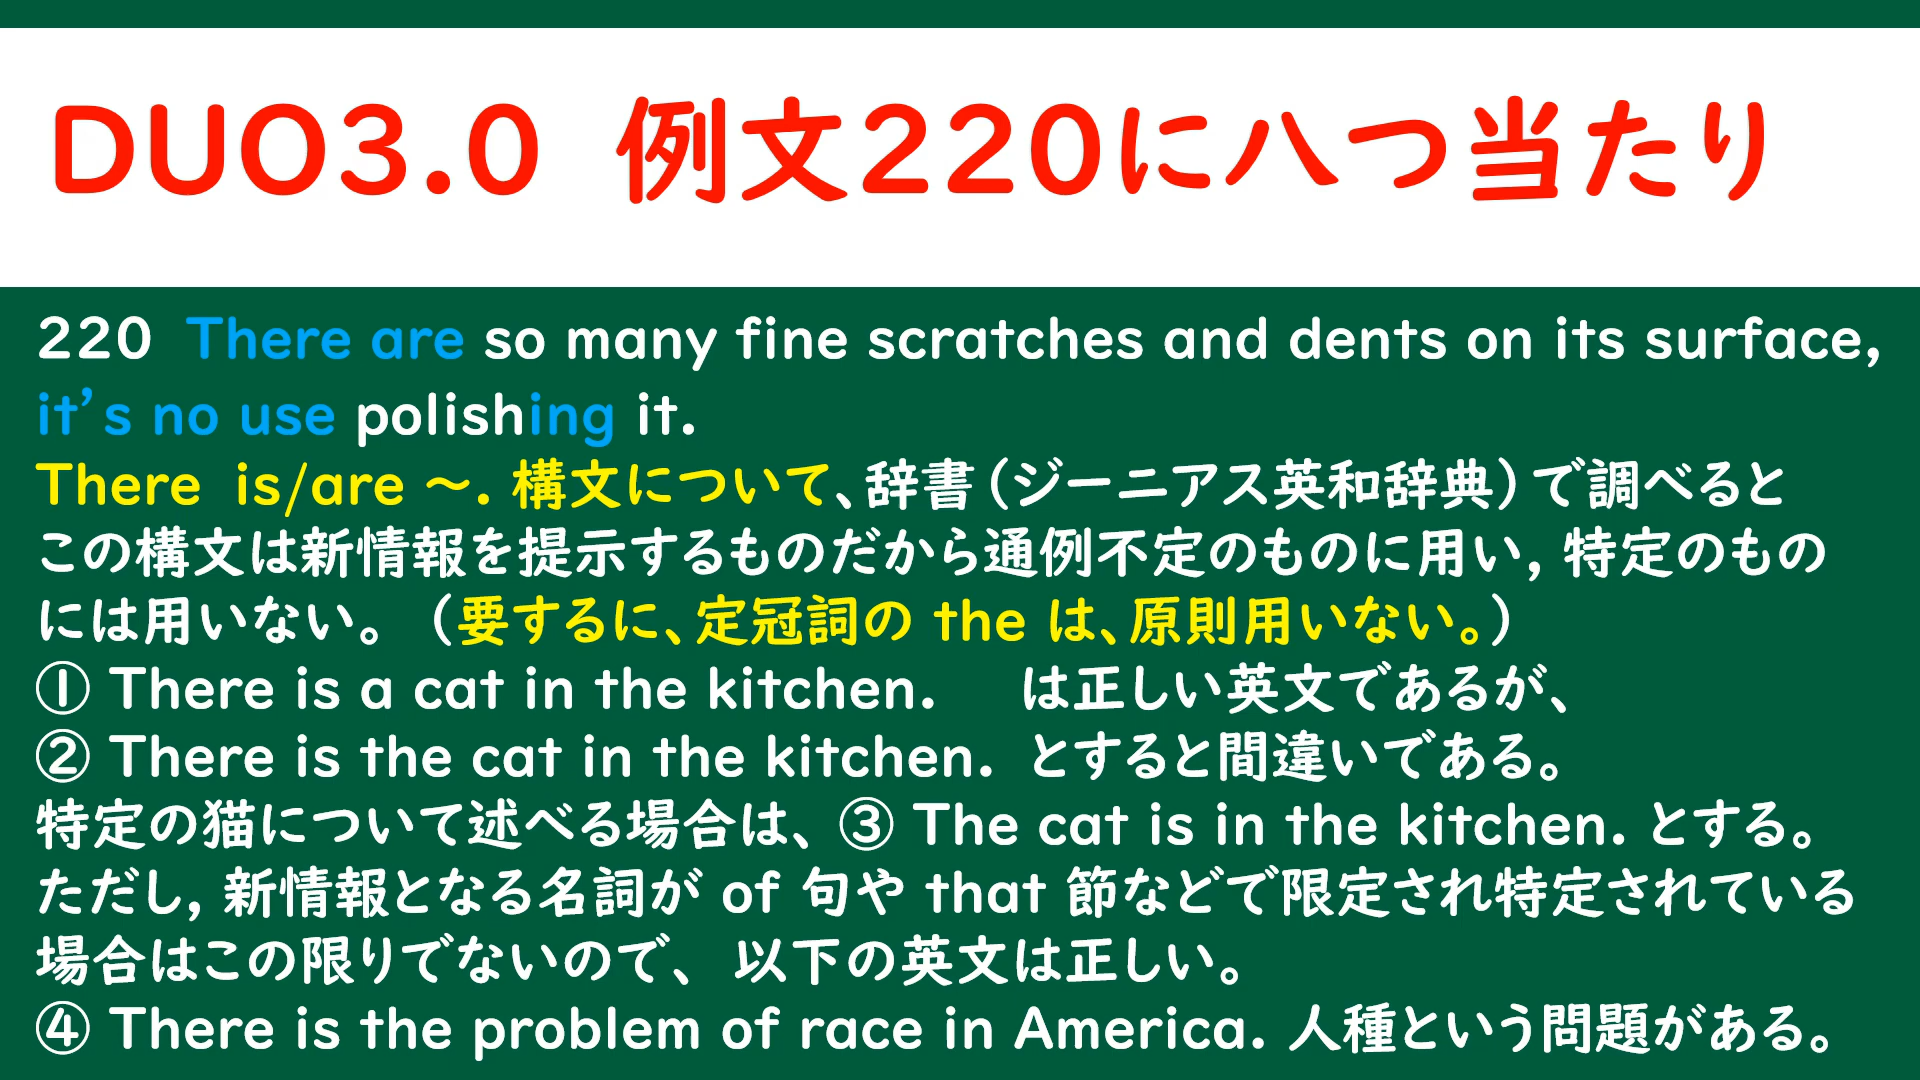 DUO3.0 例文220に八つ当たり
220 There are so many fine scratches and dents on its surface,
it’s no use polishing it.
There is/are ～. 構文について、辞書（ジーニアス英和辞典）で調べると
この構文は新情報を提示するものだから通例不定のものに用い, 特定のもの
には用いない。（要するに、定冠詞の the は、原則用いない。）
① There is a cat in the kitchen. は正しい英文であるが、
② There is the cat in the kitchen. とすると間違いである。
特定の猫について述べる場合は、③ The cat is in the kitchen. とする。
ただし, 新情報となる名詞が of 句や that 節などで限定され特定されている
場合はこの限りでないので、 以下の英文は正しい。
④ There is the problem of race in America. 人種という問題がある。